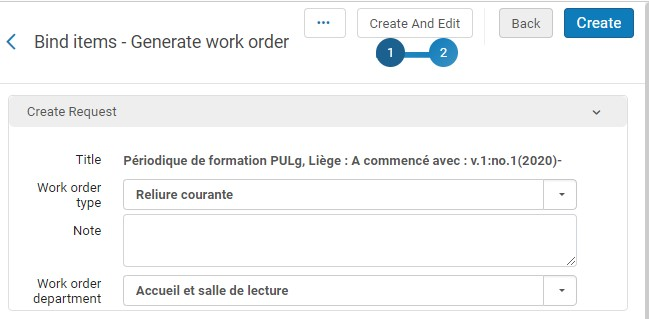 Bind items - Generate work order
••• Create And Edit Back Create
1 2
Create Request
Title Périodique de formation PULg, Liège : A commencé avec : v.1:no.1(2020)-
Work order
type
Reliure courante
Note
Work order
department
Accueil et salle de lecture